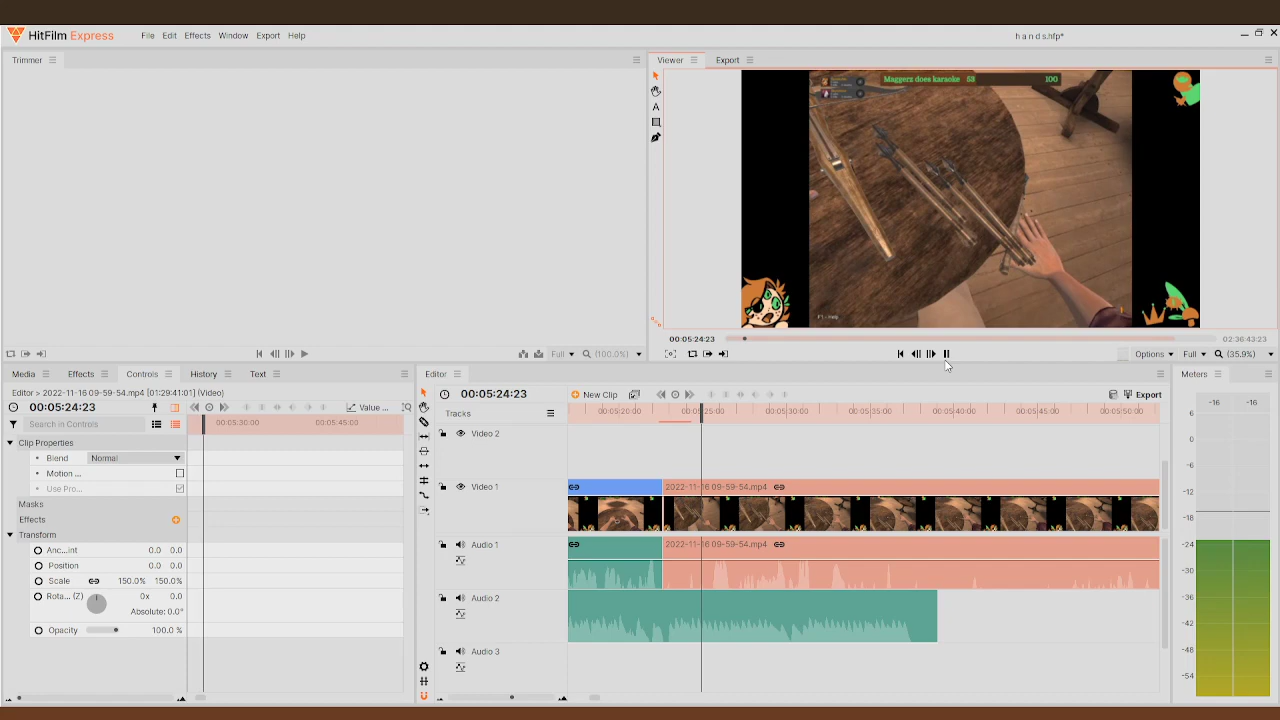 HitFilm Express File Edit Effects Window Export Help h a n d s.hfp*
Trimmer
Viewer Export
Maggerz does karaoke 53 100
F1 - Help
00:05:24:23 02:36:43:23
Full (100.0%)
Options Full (35.9%)
Media Effects Controls History Text
Editor > 2022-11-16 09-59-54.mp4 [01:29:41:01] (Video)
00:05:24:23 Value ...
Search in Controls
00:05:30:00 00:05:45:00
Clip Properties
Blend Normal
Motion ...
Use Pro...
Masks
Effects
Transform
Anc...int 0.0 0.0
Position 0.0 0.0
Scale 150.0% 150.0%
Rota... (Z) 0x 0.0
Absolute: 0.0°
Opacity 100.0 %
Editor
00:05:24:23 New Clip Export
Tracks
00:05:20:00 00:05:25:00 00:05:30:00 00:05:35:00 00:05:40:00 00:05:45:00 00:05:50:00
Video 2
Video 1
2022-11-16 09-59-54.mp4
Audio 1
2022-11-16 09-59-54.mp4
Audio 2
Audio 3
Meters
-16 -16
6
0
-6
-12
-18
-24
-30
-36
-42
-48
-54